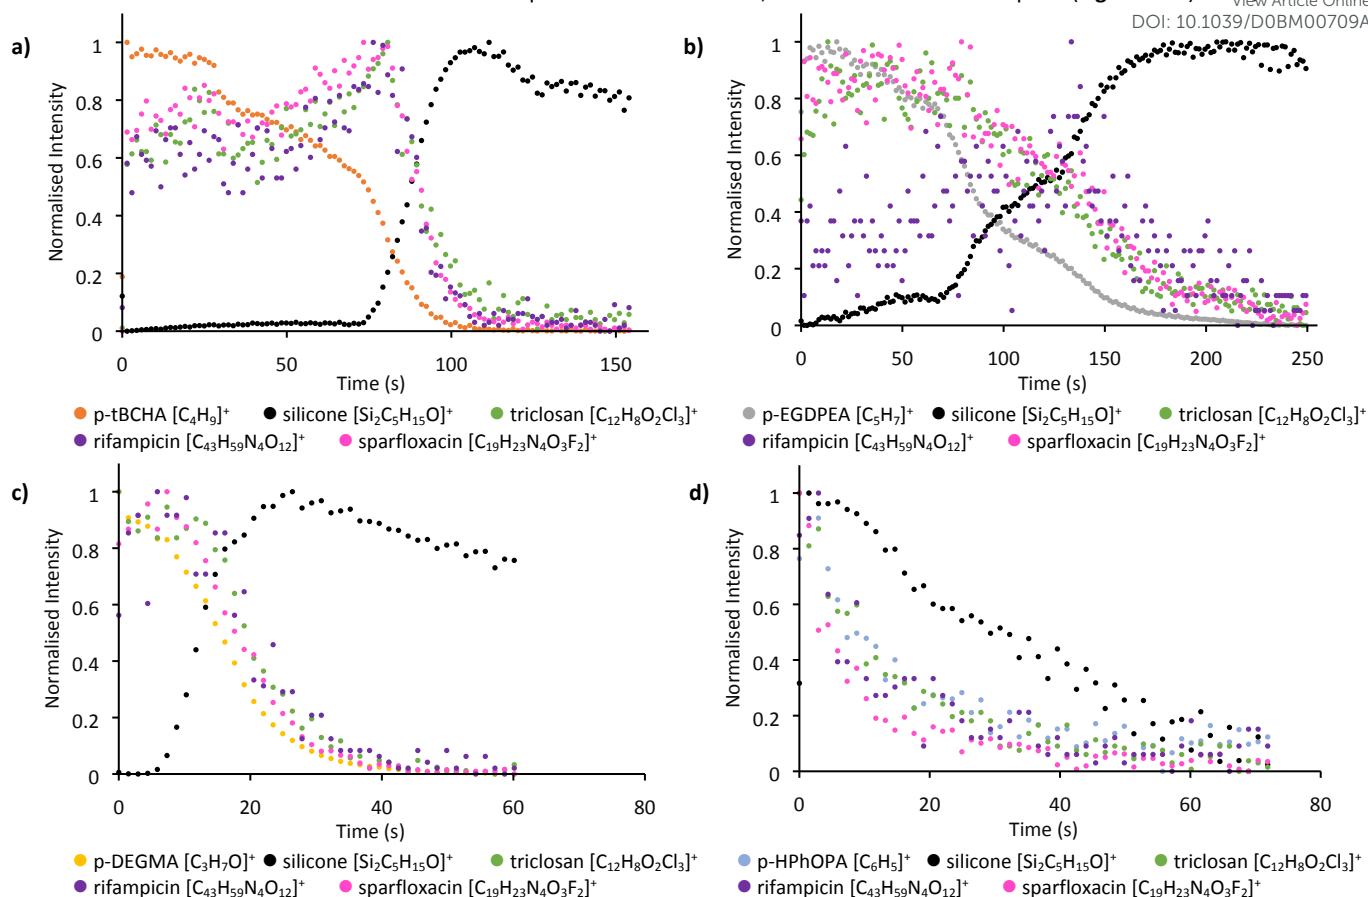 View Article Online
DOI: 10.1039/D0BM00709A
a)
b)
Normalised Intensity
1
0.8
0.6
0.4
0.2
0
0
50
100
150
Time (s)
Normalised Intensity
1
0.8
0.6
0.4
0.2
0
0
50
100
150
200
250
Time (s)
p-tBCHA [C₄H₉]⁺ silicone [Si₂C₅H₁₅O]⁺ triclosan [C₁₂H₈O₂Cl₃]⁺
rifampicin [C₄₃H₅₉N₄O₁₂]⁺ sparfloxacin [C₁₉H₂₃N₄O₃F₂]⁺
p-EGDPEA [C₅H₇]⁺ silicone [Si₂C₅H₁₅O]⁺ triclosan [C₁₂H₈O₂Cl₃]⁺
rifampicin [C₄₃H₅₉N₄O₁₂]⁺ sparfloxacin [C₁₉H₂₃N₄O₃F₂]⁺
c)
d)
Normalised Intensity
1
0.8
0.6
0.4
0.2
0
0
20
40
60
80
Time (s)
Normalised Intensity
1
0.8
0.6
0.4
0.2
0
0
20
40
60
80
Time (s)
p-DEGMA [C₃H₇O]⁺ silicone [Si₂C₅H₁₅O]⁺ triclosan [C₁₂H₈O₂Cl₃]⁺
rifampicin [C₄₃H₅₉N₄O₁₂]⁺ sparfloxacin [C₁₉H₂₃N₄O₃F₂]⁺
p-HPhOPA [C₆H₅]⁺ silicone [Si₂C₅H₁₅O]⁺ triclosan [C₁₂H₈O₂Cl₃]⁺
rifampicin [C₄₃H₅₉N₄O₁₂]⁺ sparfloxacin [C₁₉H₂₃N₄O₃F₂]⁺